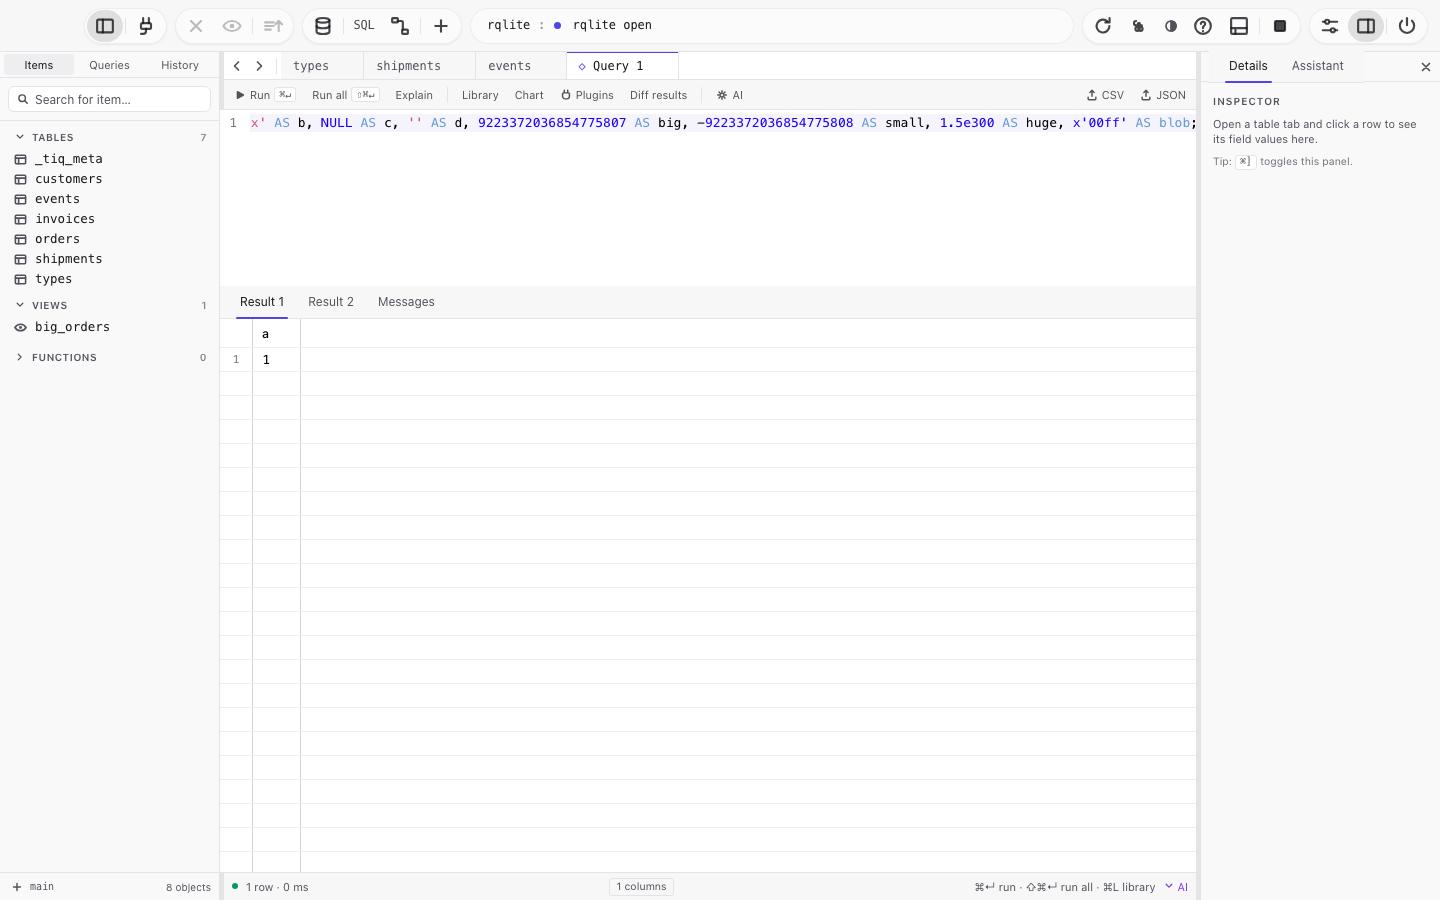 SQL
rqlite : rqlite open
Items Queries History
Search for item...
TABLES 7
_tiq_meta
customers
events
invoices
orders
shipments
types
VIEWS 1
big_orders
FUNCTIONS 0
main 8 objects
types shipments events Query 1
Run ⌘↵ Run all ⇧⌘↵ Explain Library Chart Plugins Diff results AI CSV JSON
1 x' AS b, NULL AS c, '' AS d, 9223372036854775807 AS big, −9223372036854775808 AS small, 1.5e300 AS huge, x'00ff' AS blob;
Result 1 Result 2 Messages
a
1 1
1 row · 0 ms 1 columns ⌘↵ run · ⇧⌘↵ run all · ⌘L library AI
Details Assistant
INSPECTOR
Open a table tab and click a row to see
its field values here.
Tip: ⌘] toggles this panel.